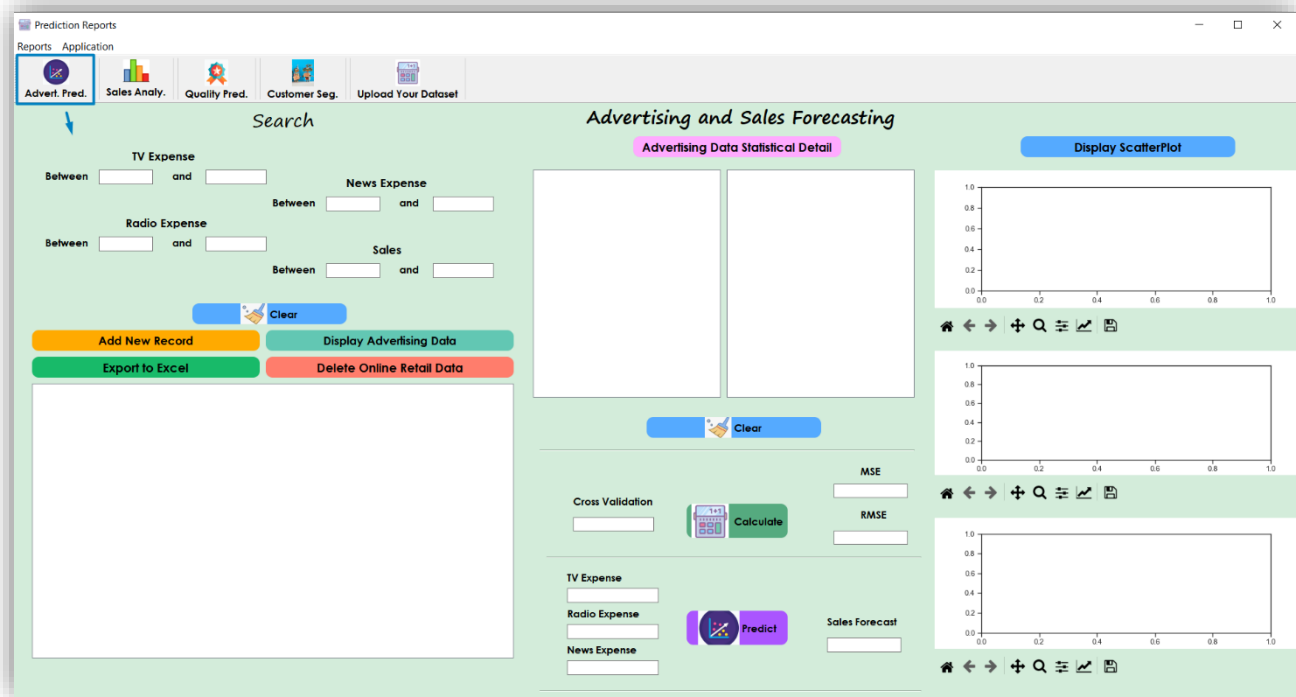 Prediction Reports
Reports Application
Advert. Pred. Sales Analy. Quality Pred. Customer Seg. Upload Your Dataset
Search
TV Expense
Between and
News Expense
Between and
Radio Expense
Between and
Sales
Between and
Clear
Add New Record Display Advertising Data
Export to Excel Delete Online Retail Data
Advertising and Sales Forecasting
Advertising Data Statistical Detail
Clear
MSE
Cross Validation
1+1
Calculate
RMSE
TV Expense
Radio Expense
Predict
Sales Forecast
News Expense
Display ScatterPlot
1.0
0.8
0.6
0.4
0.2
0.0
0.0 0.2 0.4 0.6 0.8 1.0
1.0
0.8
0.6
0.4
0.2
0.0
0.0 0.2 0.4 0.6 0.8 1.0
1.0
0.8
0.6
0.4
0.2
0.0
0.0 0.2 0.4 0.6 0.8 1.0